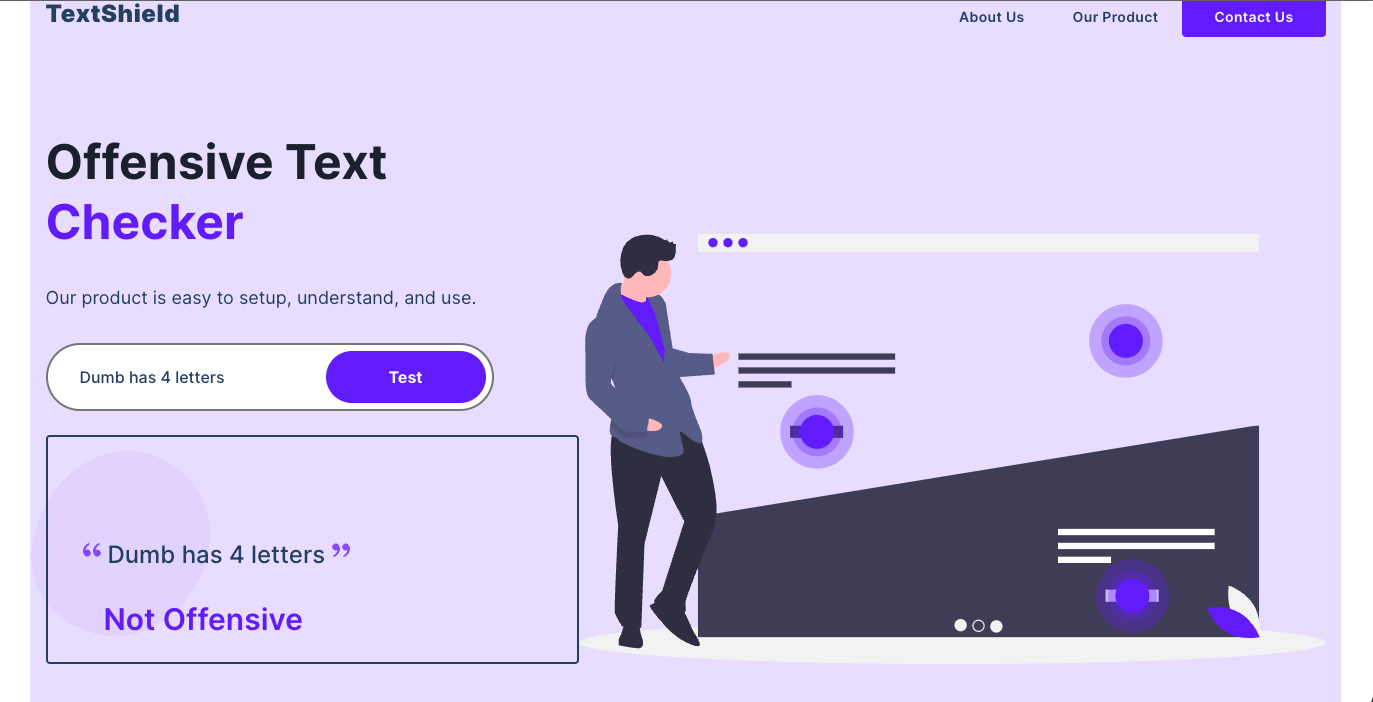 TextShield
About Us
Our Product
Contact Us
Offensive Text
Checker
Our product is easy to setup, understand, and use.
Dumb has 4 letters
Test
“ Dumb has 4 letters ”
Not Offensive